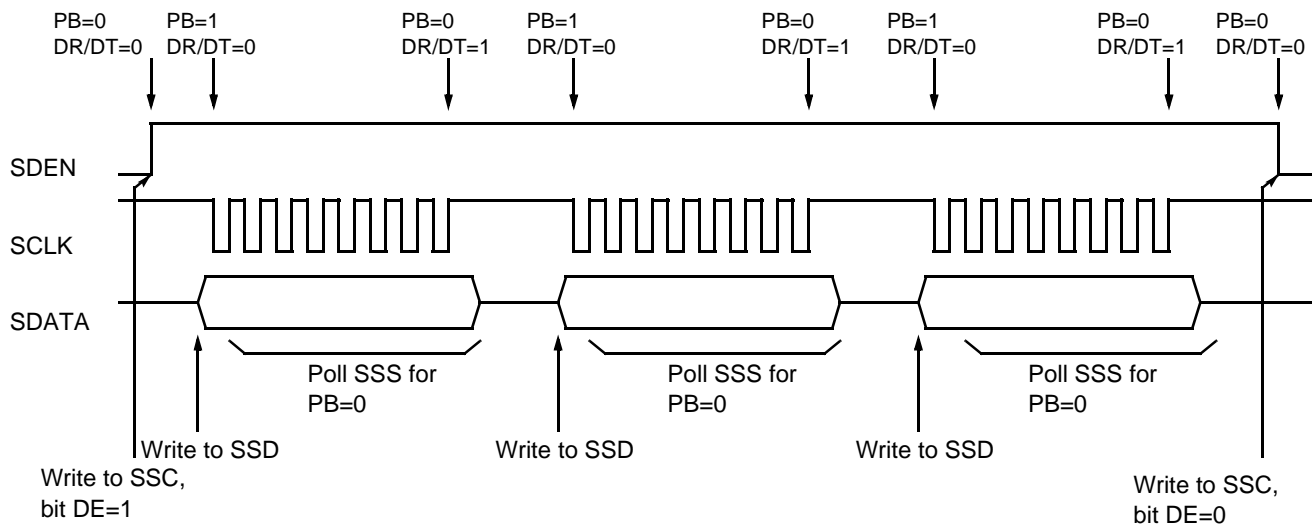 PB=0
DR/DT=0
PB=1
DR/DT=0
PB=0
DR/DT=1
PB=1
DR/DT=0
PB=0
DR/DT=1
PB=1
DR/DT=0
PB=0
DR/DT=1
PB=0
DR/DT=0
SDEN
SCLK
SDATA
Poll SSS for
PB=0
Poll SSS for
PB=0
Poll SSS for
PB=0
Write to SSD
Write to SSD
Write to SSD
Write to SSC,
bit DE=1
Write to SSC,
bit DE=0